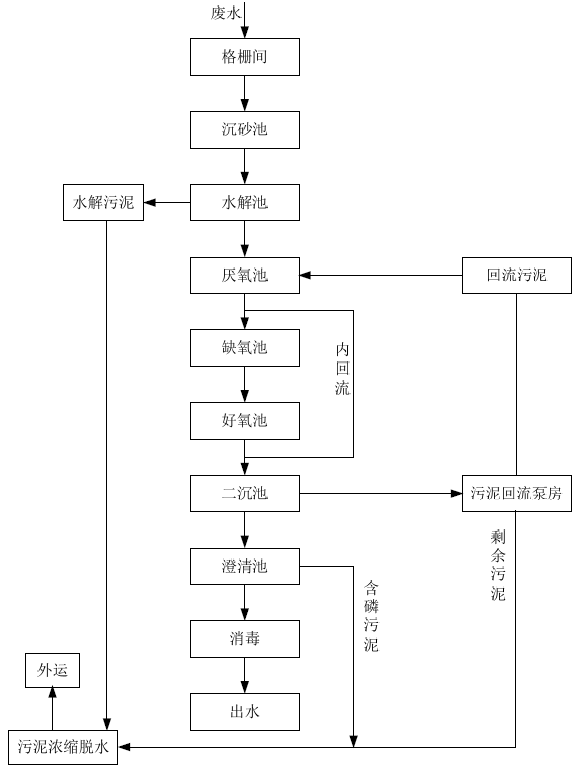 废水
格栅间
沉砂池
水解污泥
水解池
厌氧池
回流污泥
缺氧池
内回流
好氧池
二沉池
污泥回流泵房
剩余污泥
澄清池
含磷污泥
消毒
外运
出水
污泥浓缩脱水